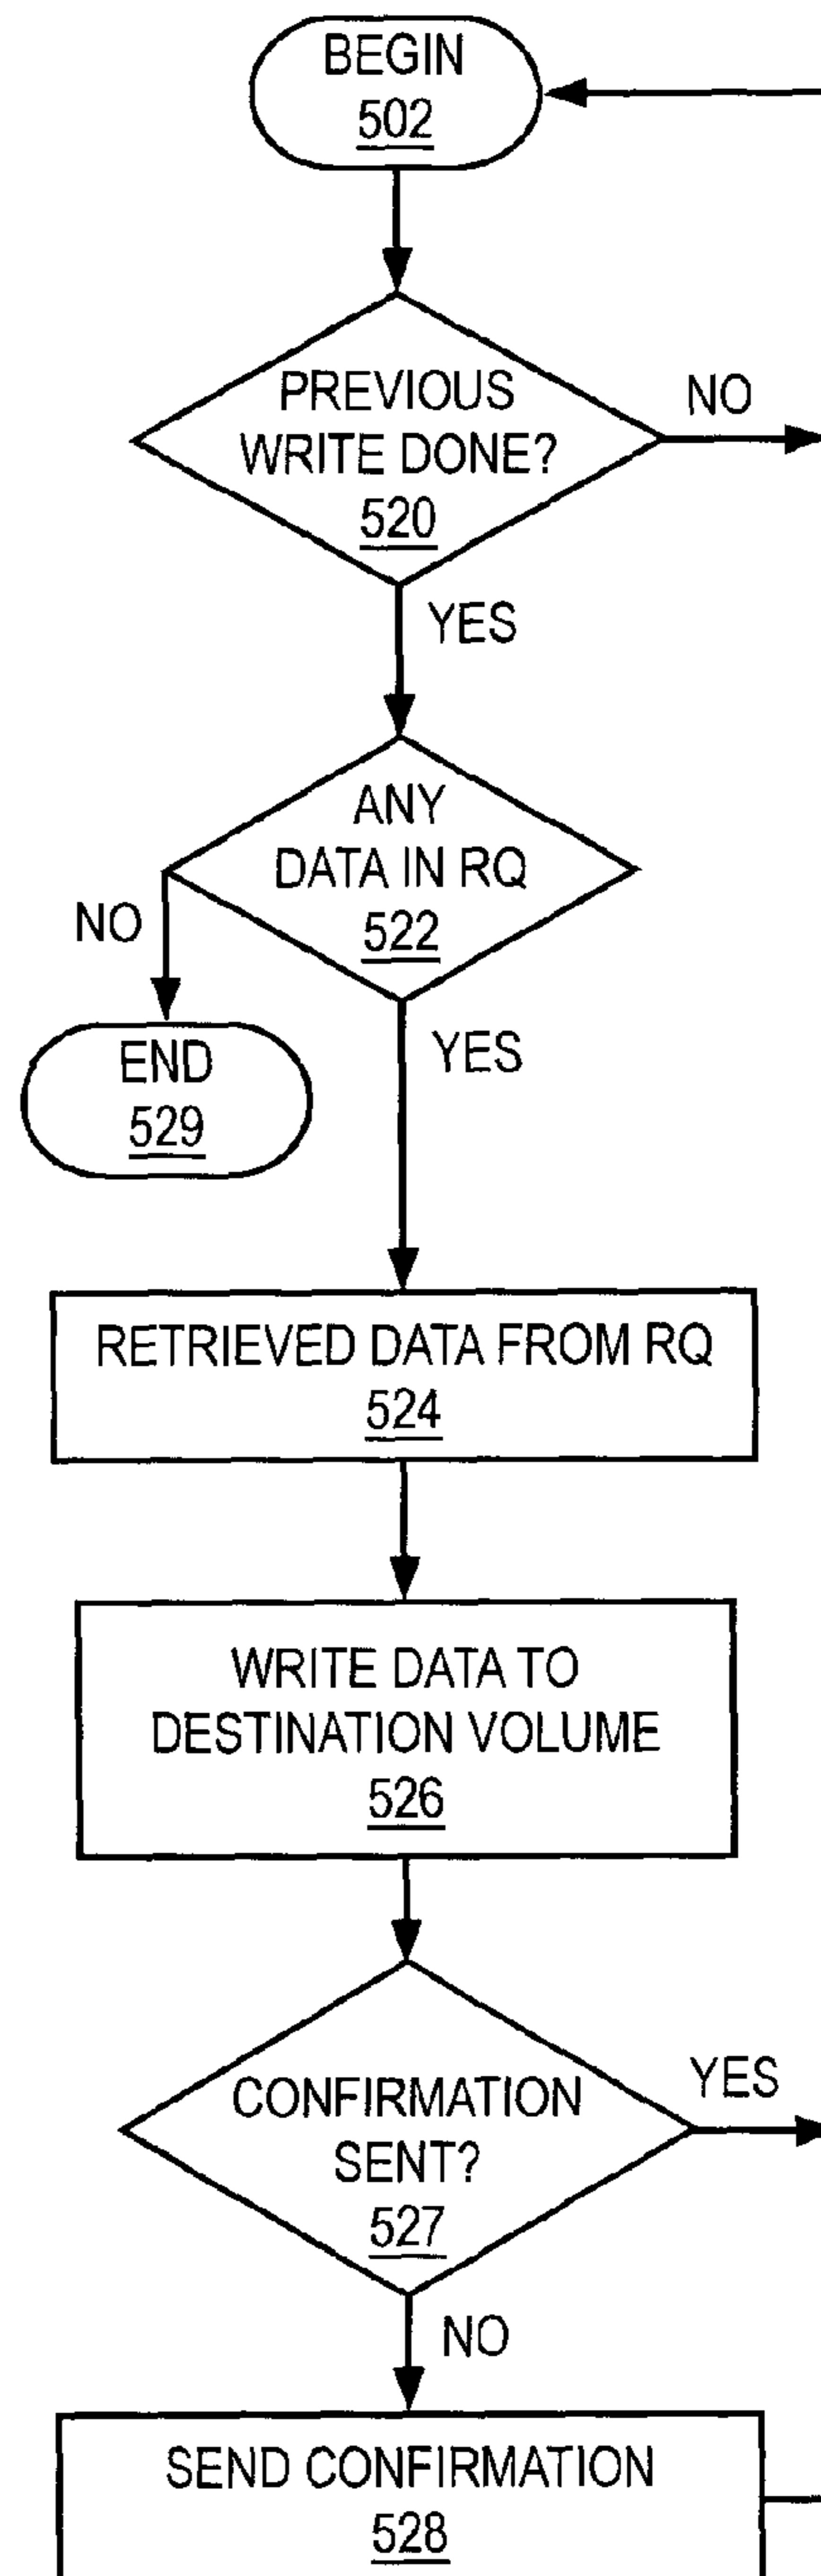 BEGIN
502
PREVIOUS
WRITE DONE?
520
NO
YES
ANY
DATA IN RQ
522
NO
YES
END
529
RETRIEVED DATA FROM RQ
524
WRITE DATA TO
DESTINATION VOLUME
526
CONFIRMATION
SENT?
527
YES
NO
SEND CONFIRMATION
528